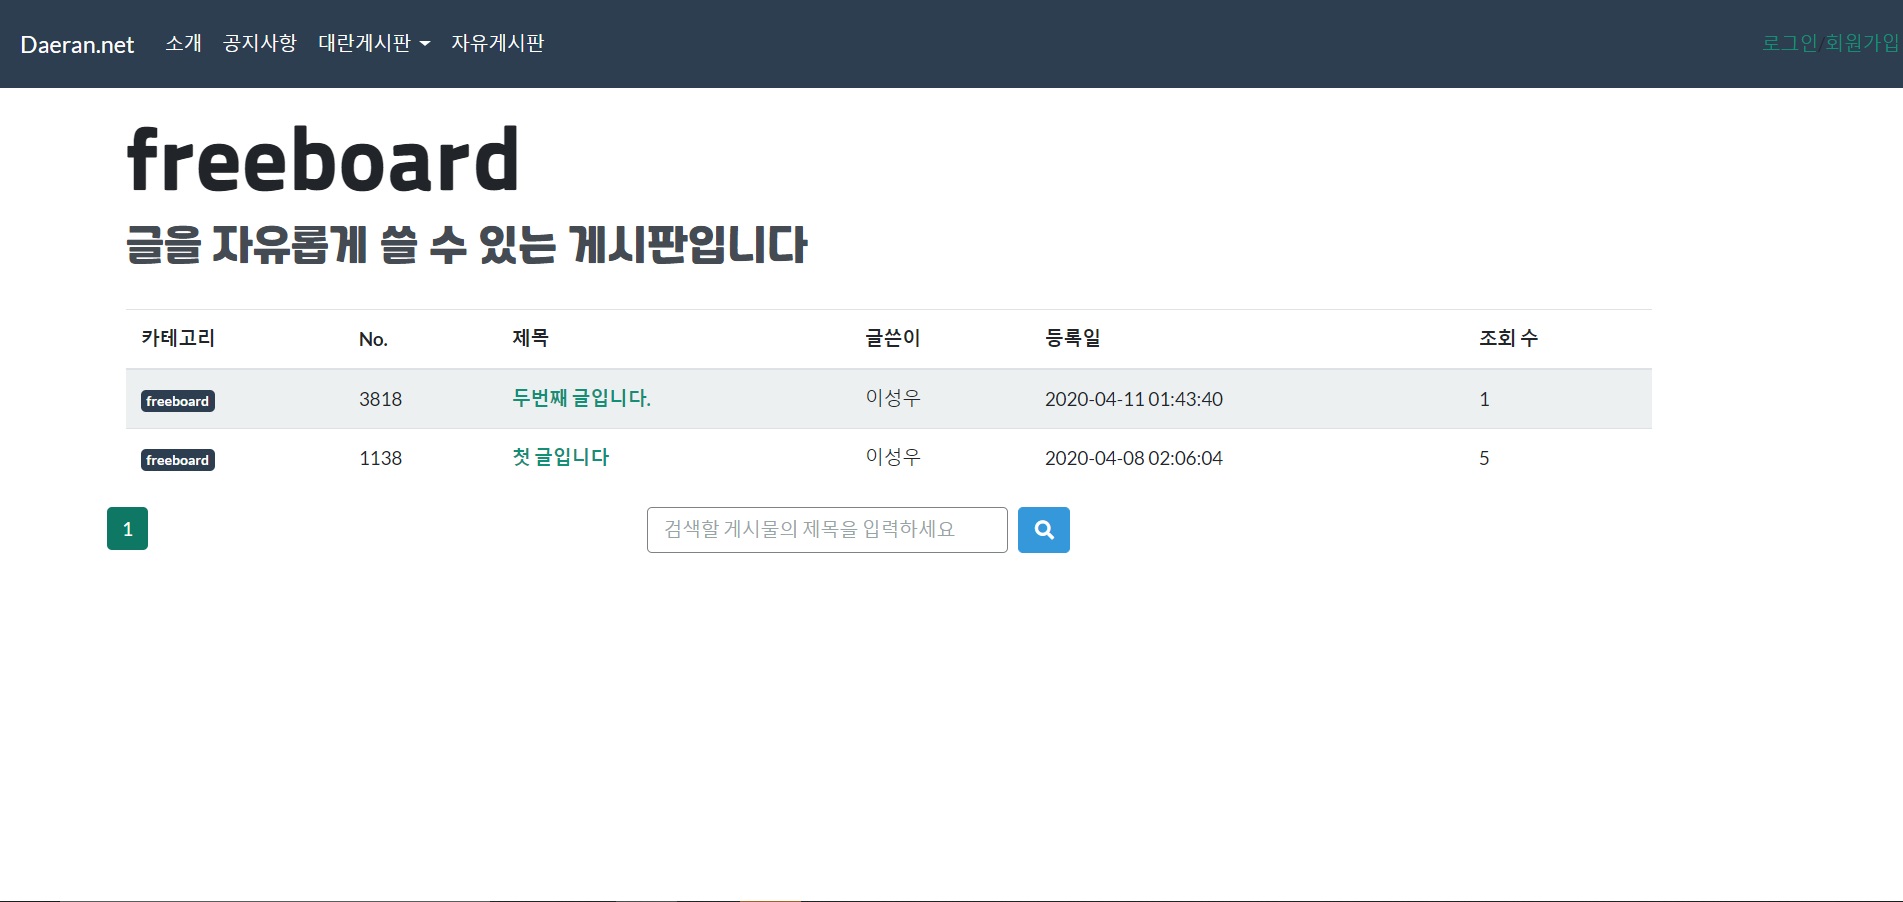 Daeran.net 소개 공지사항 대란게시판 자유게시판 로그인/회원가입
freeboard
글을 자유롭게 쓸 수 있는 게시판입니다
카테고리 No. 제목 글쓴이 등록일 조회 수
freeboard 3818 두번째 글입니다. 이성우 2020-04-11 01:43:40 1
freeboard 1138 첫 글입니다 이성우 2020-04-08 02:06:04 5
1 검색할 게시물의 제목을 입력하세요